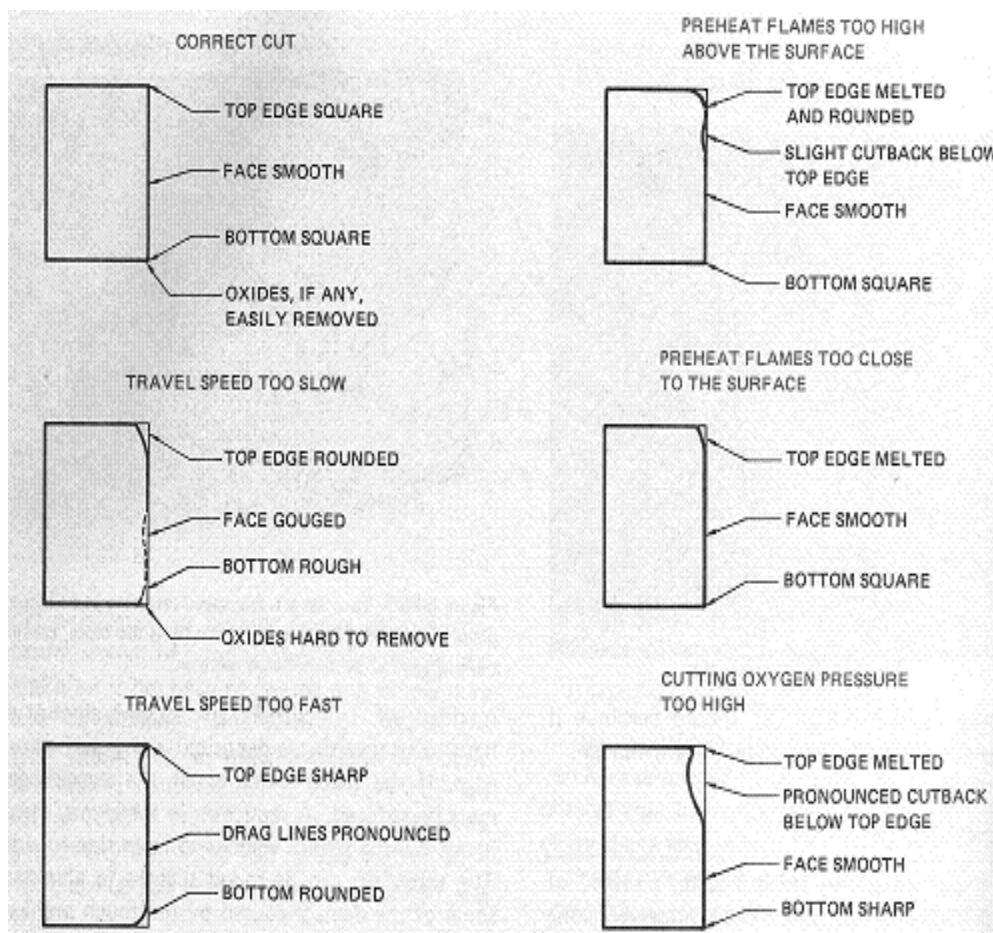 CORRECT CUT
TOP EDGE SQUARE
FACE SMOOTH
BOTTOM SQUARE
OXIDES, IF ANY,
EASILY REMOVED
PREHEAT FLAMES TOO HIGH
ABOVE THE SURFACE
TOP EDGE MELTED
AND ROUNDED
SLIGHT CUTBACK BELOW
TOP EDGE
FACE SMOOTH
BOTTOM SQUARE
TRAVEL SPEED TOO SLOW
TOP EDGE ROUNDED
FACE GOUGED
BOTTOM ROUGH
OXIDES HARD TO REMOVE
PREHEAT FLAMES TOO CLOSE
TO THE SURFACE
TOP EDGE MELTED
FACE SMOOTH
BOTTOM SQUARE
TRAVEL SPEED TOO FAST
TOP EDGE SHARP
DRAG LINES PRONOUNCED
BOTTOM ROUNDED
CUTTING OXYGEN PRESSURE
TOO HIGH
TOP EDGE MELTED
PRONOUNCED CUTBACK
BELOW TOP EDGE
FACE SMOOTH
BOTTOM SHARP